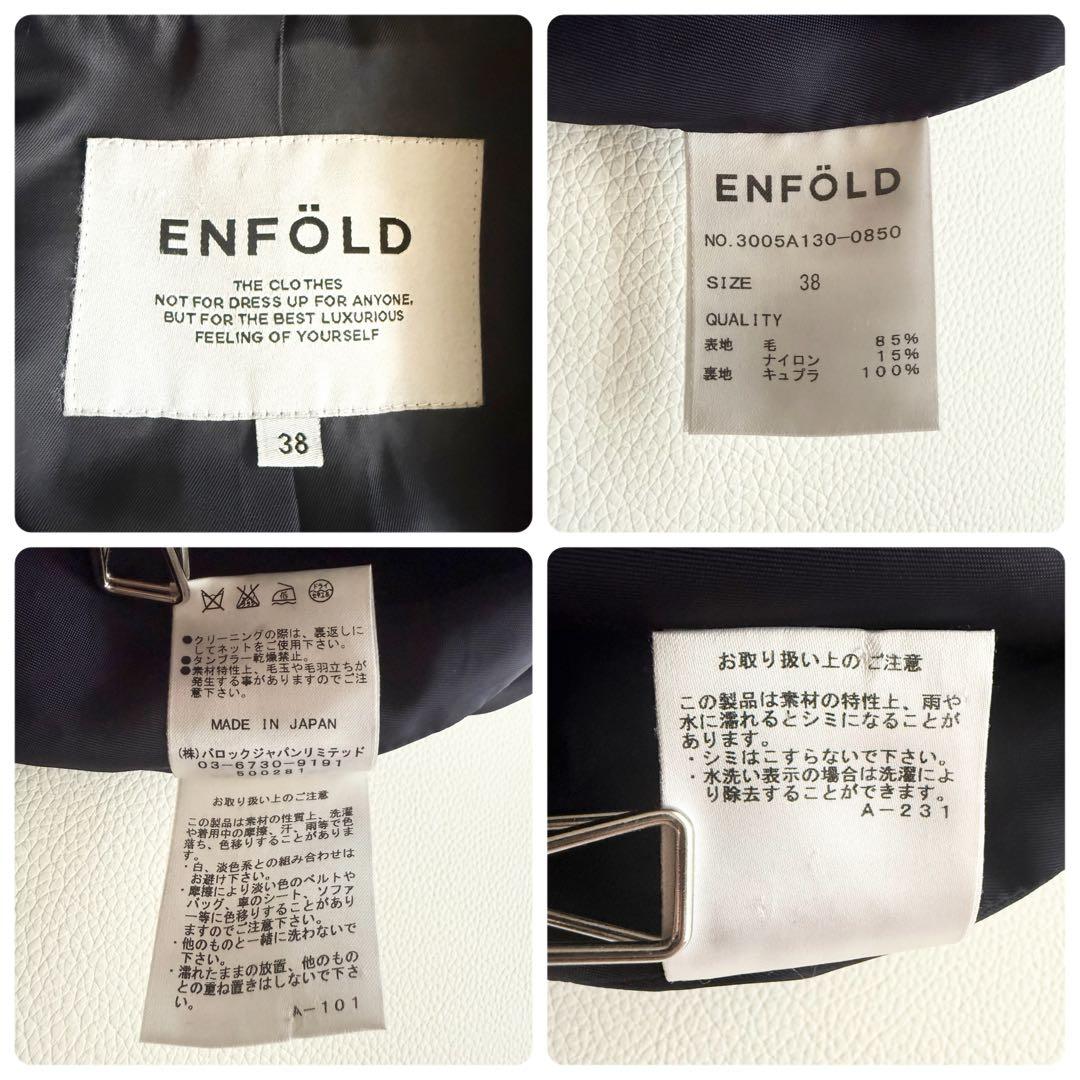 ENFÖLD
THE CLOTHES
NOT FOR DRESS UP FOR ANYONE,
BUT FOR THE BEST LUXURIOUS
FEELING OF YOURSELF
38
ENFÖLD
NO.3005A130-0850
SIZE 38
QUALITY
表地 毛 85%
ナイロン 15%
裏地 キュプラ 100%
低
ドライ
●クリーニングの際は、裏返しに
してネットをご使用下さい。
●タンブラー乾燥禁止。
●素材特性上、毛玉や毛羽立ちが
発生する事がありますのでご注
意下さい。
MADE IN JAPAN
(株)バロックジャパンリミテッド
03-6730-9191
500281
お取り扱い上のご注意
この製品は素材の性質上、洗濯
や着用中の摩擦、汗、雨等で色
落ち、色移りすることがありま
す。
・白、淡色系との組み合わせは
お避け下さい。
・摩擦により淡い色のベルトや
バッグ、車のシート、ソファ
ー等に色移りすることがあり
ますのでご注意下さい。
・他のものと一緒に洗わないで
下さい。
・濡れたままの放置、他のもの
との重ね置きはしないで下さ
い。
A-101
お取り扱い上のご注意
この製品は素材の特性上、雨や
水に濡れるとシミになることが
あります。
・シミはこすらないで下さい。
・水洗い表示の場合は洗濯によ
り除去することができます。
A-231